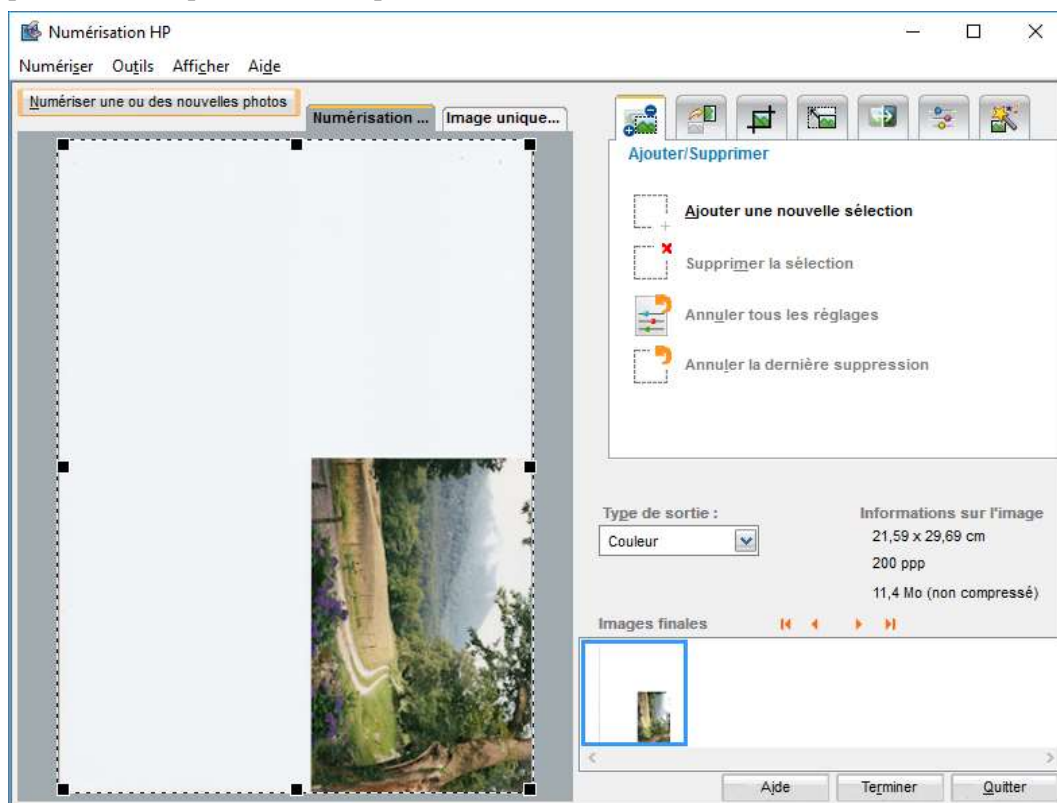 Numérisation HP
Numériser Outils Afficher Aide
Numériser une ou des nouvelles photos
Numérisation ... Image unique...
Ajouter/Supprimer
Ajouter une nouvelle sélection
Supprimer la sélection
Annuler tous les réglages
Annuler la dernière suppression
Type de sortie :
Couleur
Informations sur l'image
21,59 x 29,69 cm
200 ppp
11,4 Mo (non compressé)
Images finales
Aide Terminer Quitter